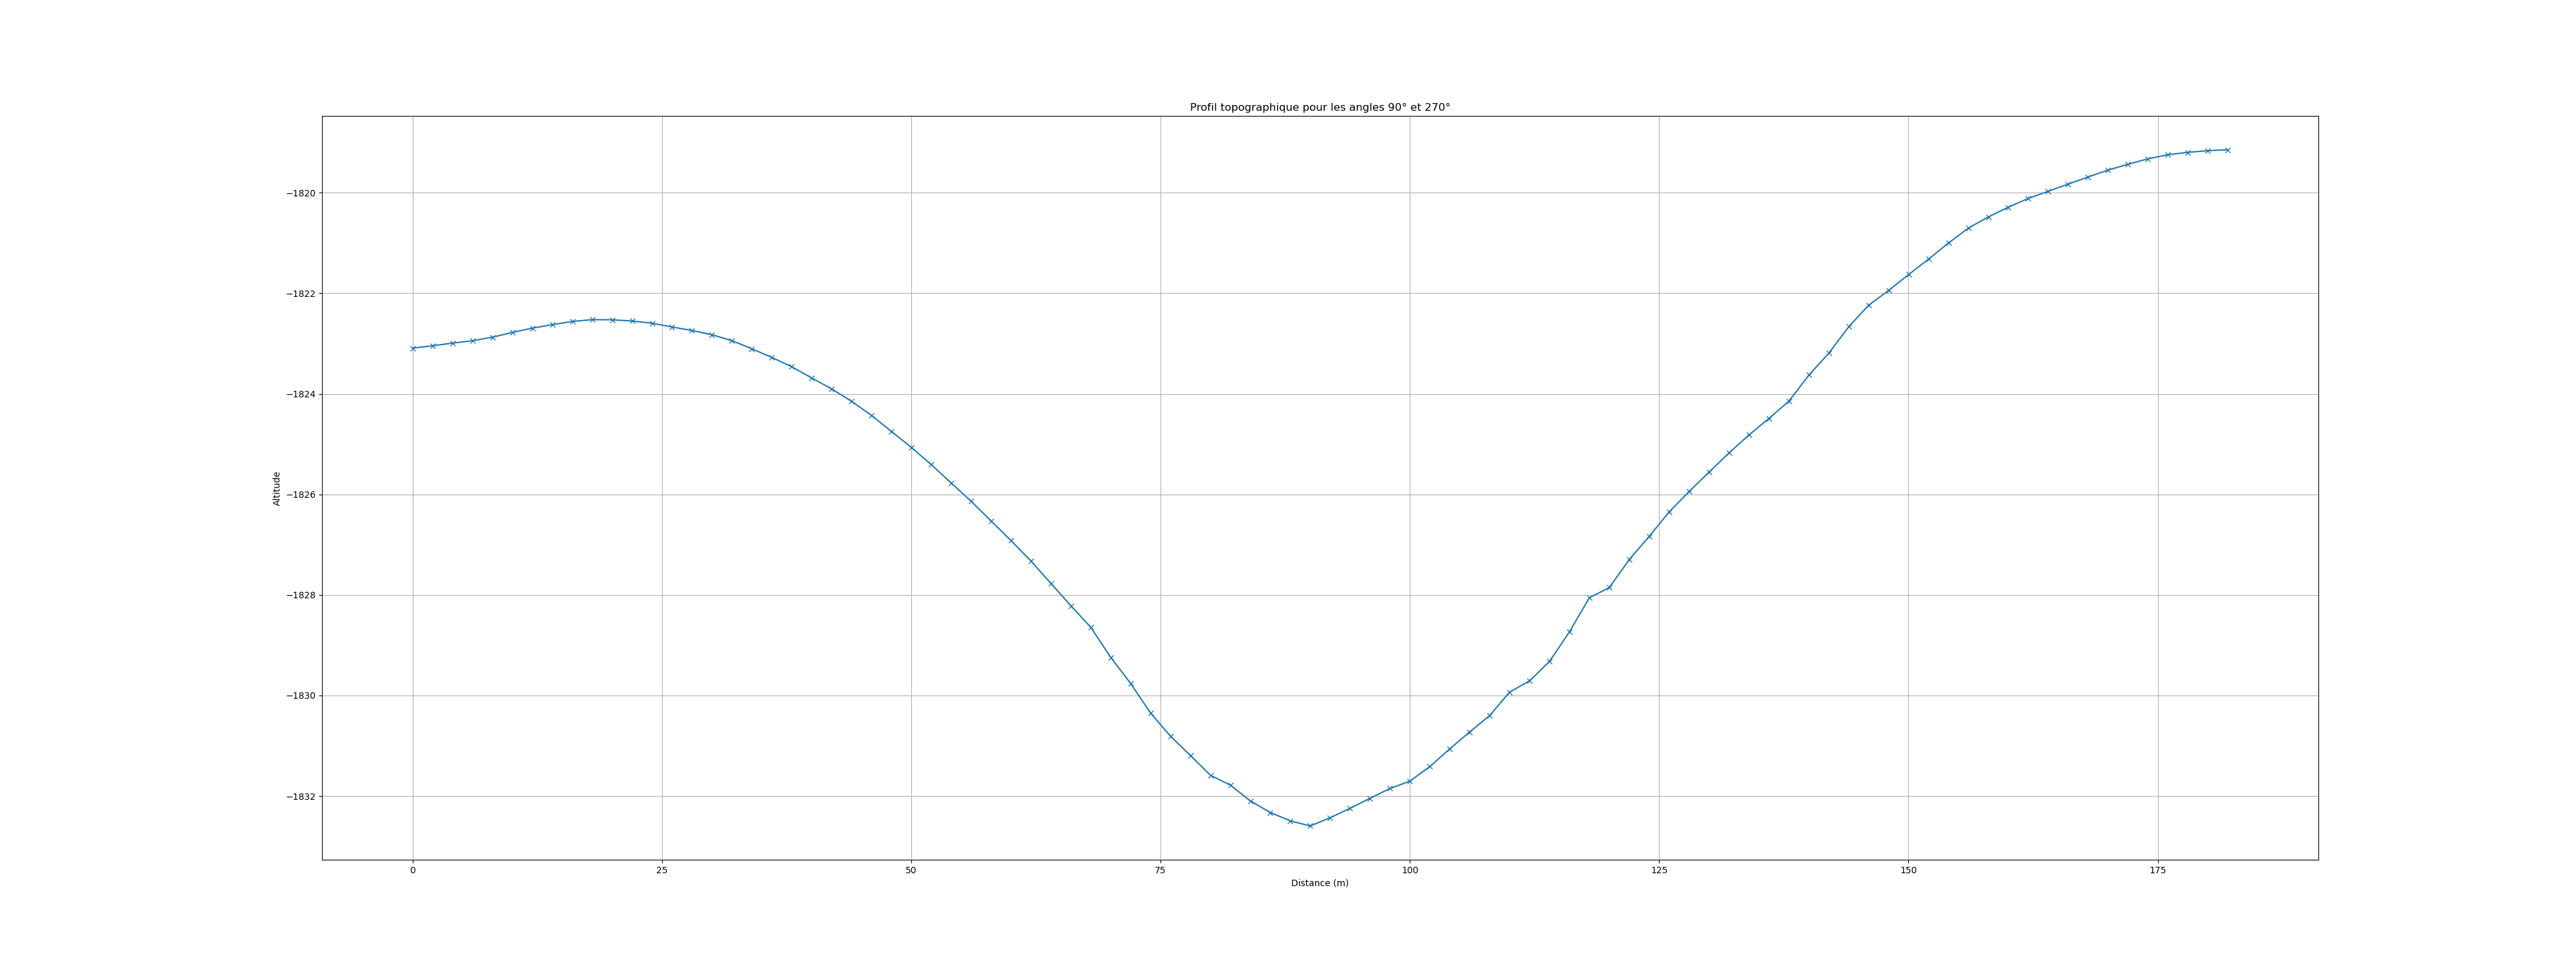 Profil topographique pour les angles 90° et 270°
Altitude
−1820
−1822
−1824
−1826
−1828
−1830
−1832
0 25 50 75 100 125 150 175
Distance (m)